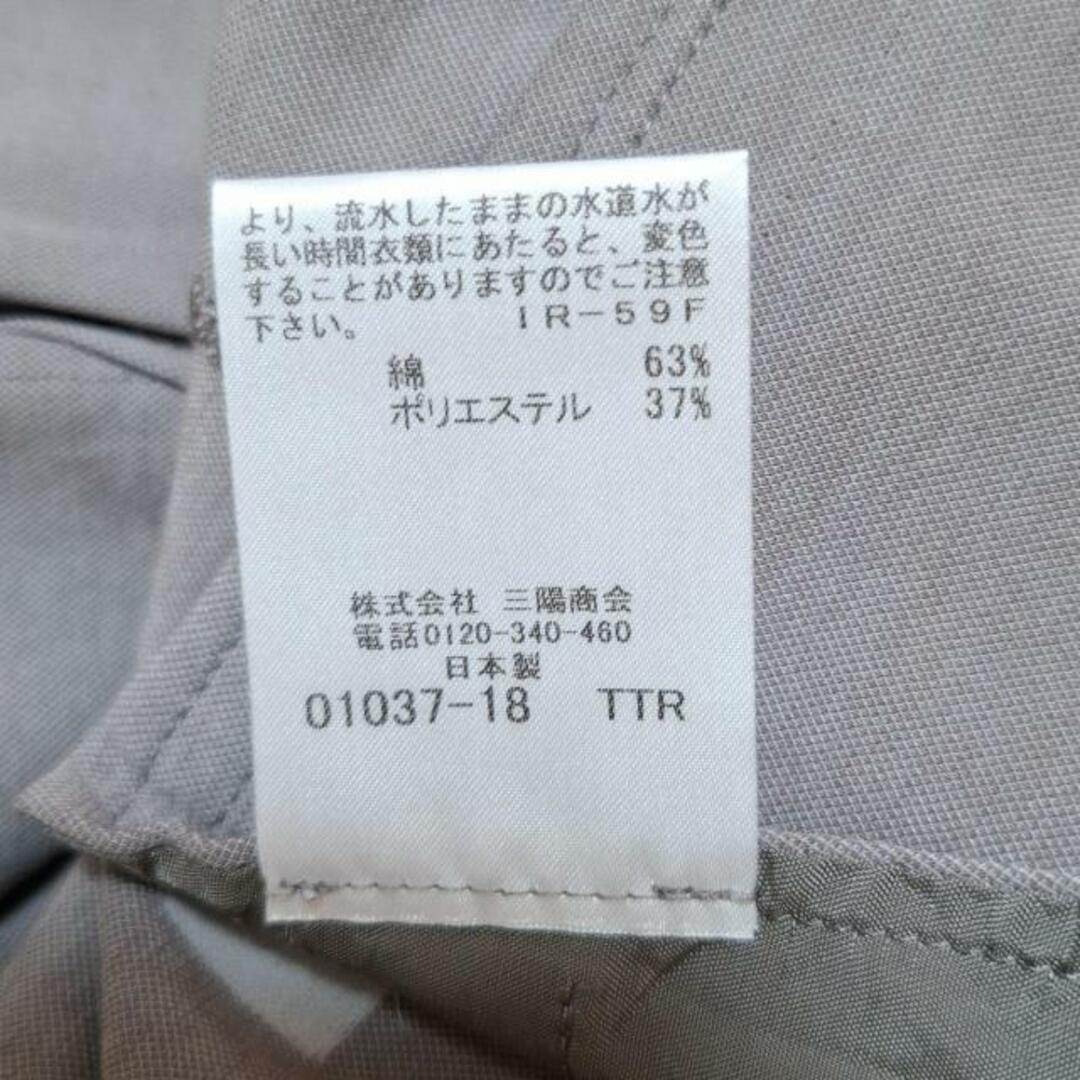 より、流水したままの水道水が
長い時間衣類にあたると、変色
することがありますのでご注意
下さい。 ＩＲ－５９Ｆ
綿 63%
ポリエステル 37%
株式会社 三陽商会
電話0120-340-460
日本製
01037-18 TTR